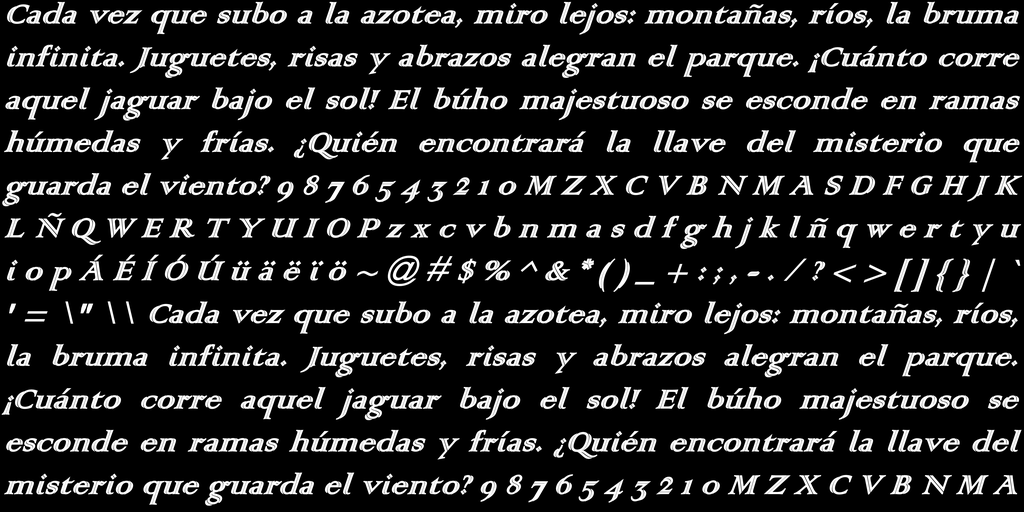 Cada vez que subo a la azotea, miro lejos: montañas, ríos, la bruma
infinita. Juguetes, risas y abrazos alegran el parque. ¡Cuánto corre
aquel jaguar bajo el sol! El búho majestuoso se esconde en ramas
húmedas y frías. ¿Quién encontrará la llave del misterio que
guarda el viento? 9 8 7 6 5 4 3 2 1 0 M Z X C V B N M A S D F G H J K
L Ñ Q W E R T Y U I O P z x c v b n m a s d f g h j k l ñ q w e r t y u
i o p Á É Í Ó Ú ü ä ë ï ö ~ @ # $ % ^ & * ( ) _ + : ; , - . / ? < > [ ] { } | `
' = \" \\ Cada vez que subo a la azotea, miro lejos: montañas, ríos,
la bruma infinita. Juguetes, risas y abrazos alegran el parque.
¡Cuánto corre aquel jaguar bajo el sol! El búho majestuoso se
esconde en ramas húmedas y frías. ¿Quién encontrará la llave del
misterio que guarda el viento? 9 8 7 6 5 4 3 2 1 0 M Z X C V B N M A